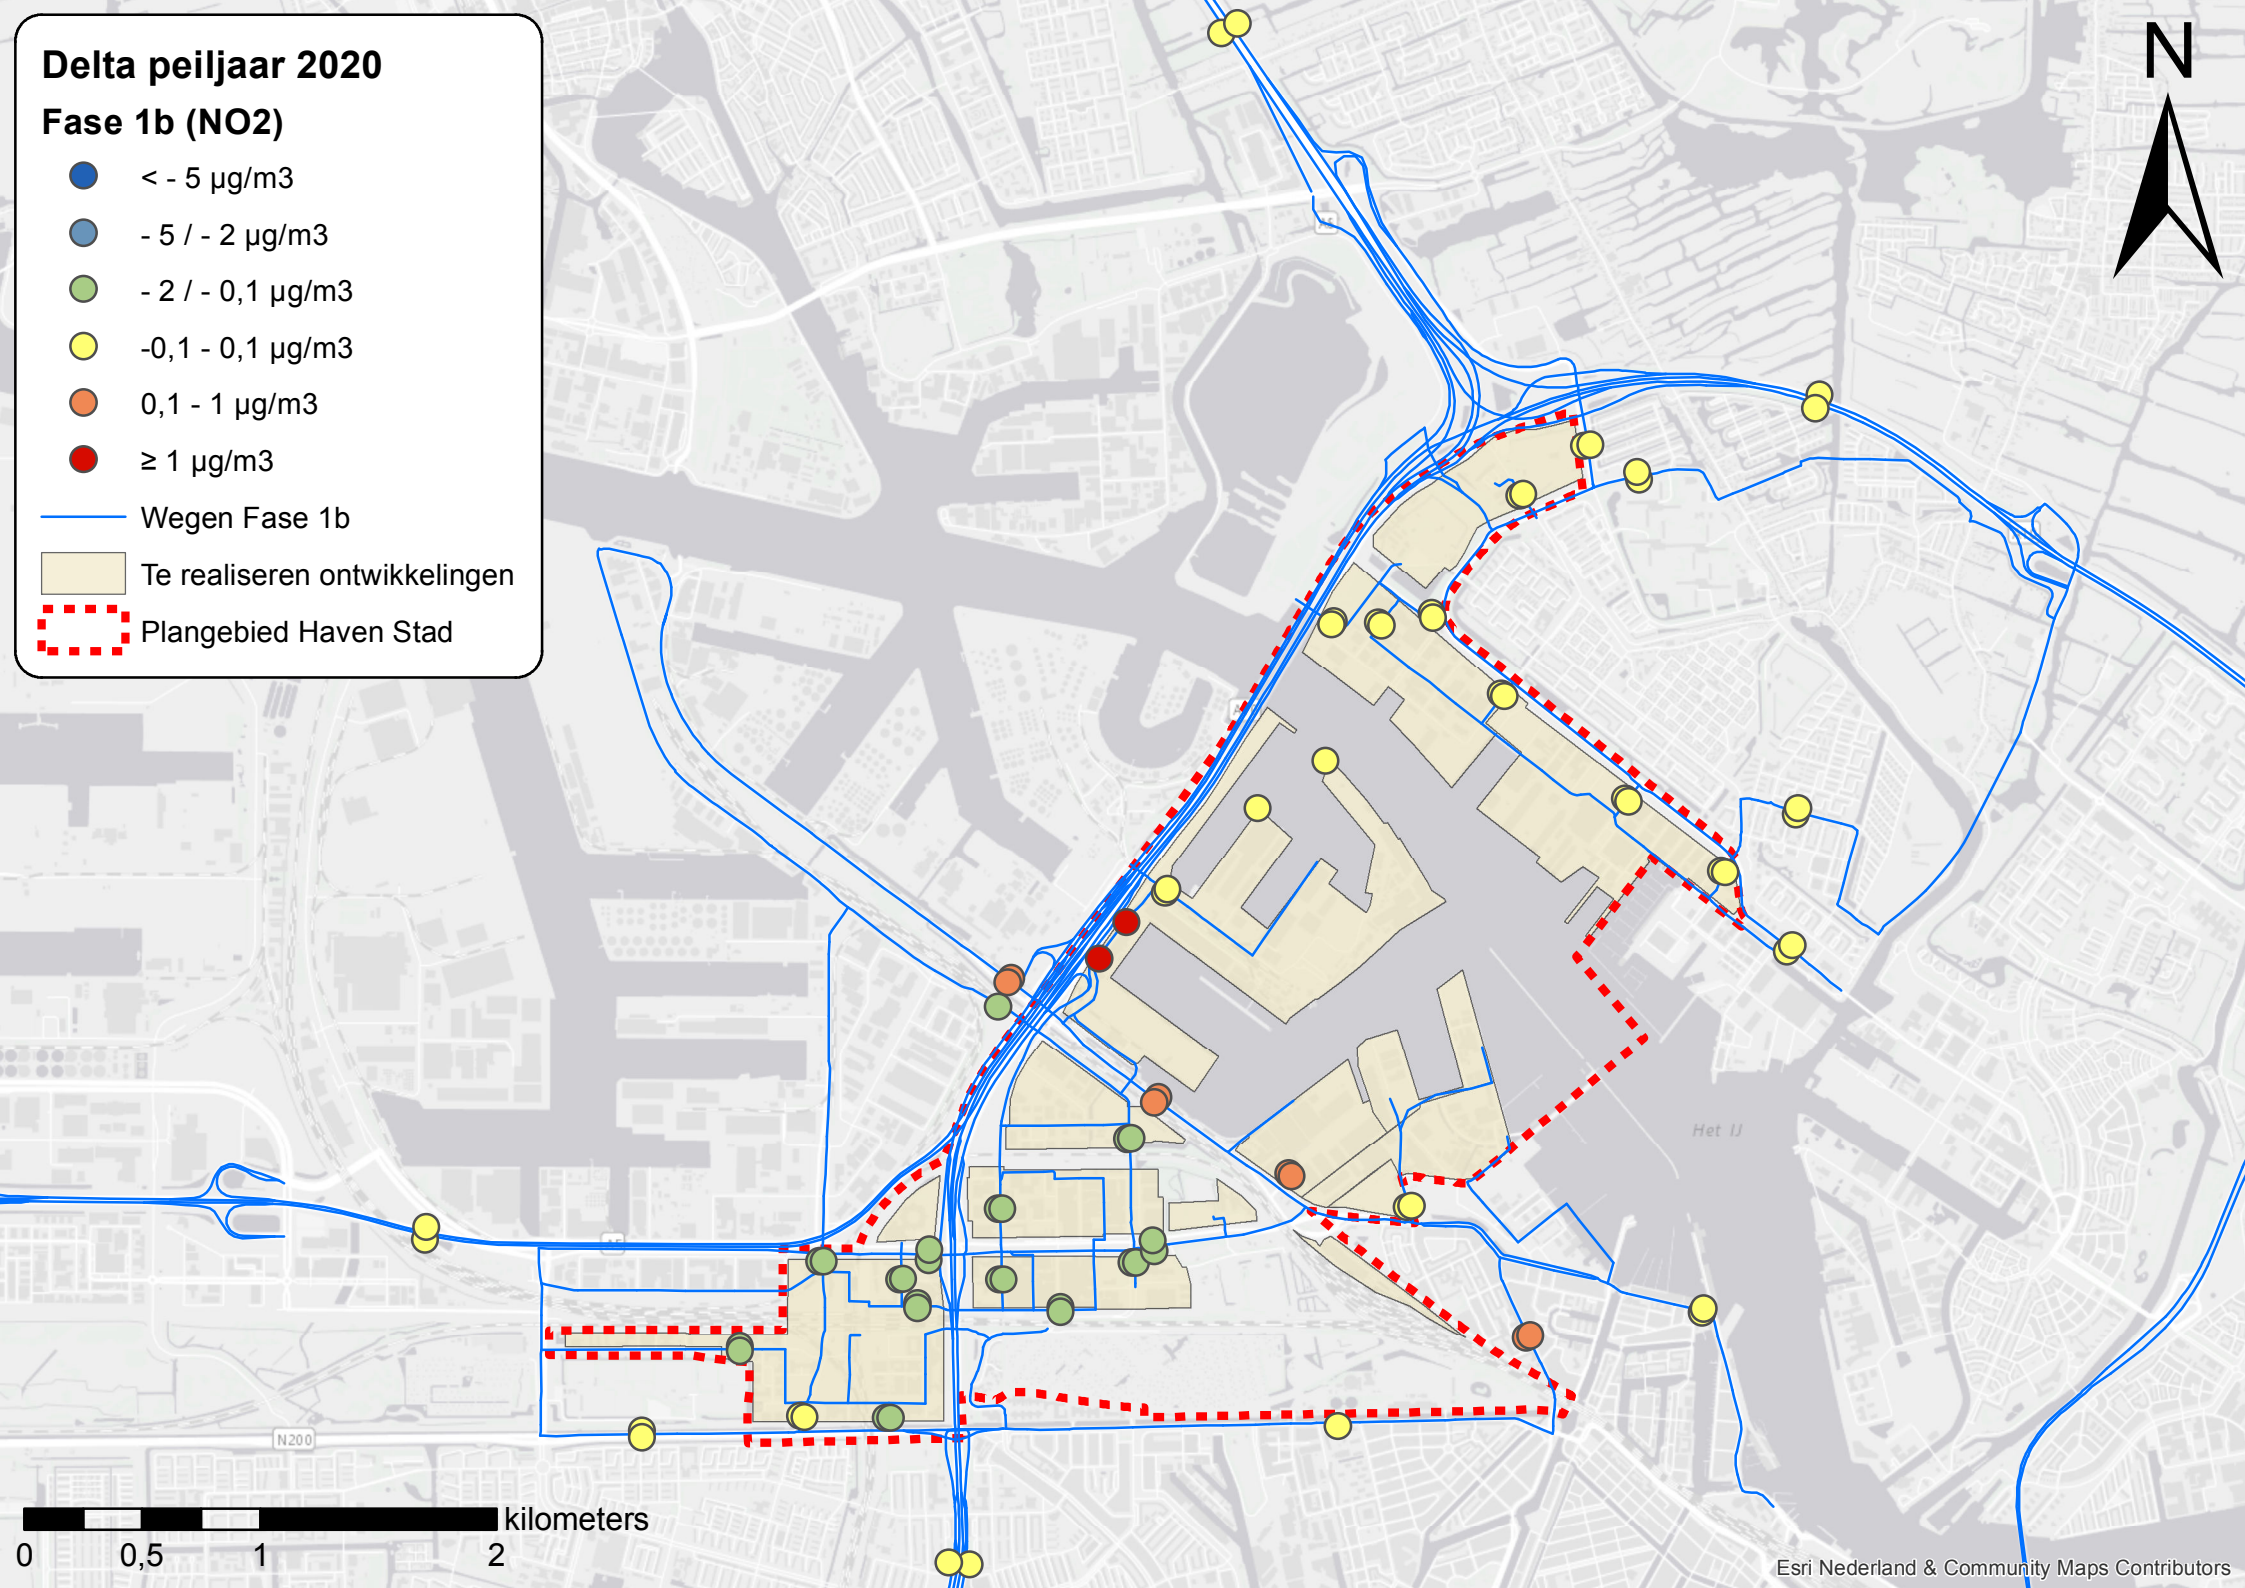 Delta peiljaar 2020
Fase 1b (NO2)
< - 5 µg/m3
- 5 / - 2 µg/m3
- 2 / - 0,1 µg/m3
-0,1 - 0,1 µg/m3
0,1 - 1 µg/m3
≥ 1 µg/m3
Wegen Fase 1b
Te realiseren ontwikkelingen
Plangebied Haven Stad
N
A5
Het IJ
A5
N200
kilometers
0 0,5 1 2
Esri Nederland & Community Maps Contributors